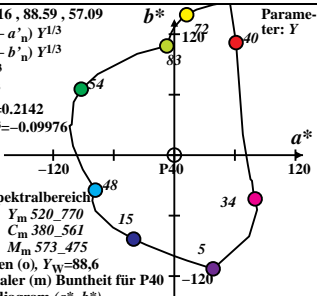 16 , 88.59 , 57.09
b*
Parame-
ter: Y
– a’n) Y1/3
– b’n) Y1/3
120
72
40
83
54
=0.2142
=−0.09976
a*
−120
P40
120
48
34
pektralbereich
Ym 520_770
Cm 380_561
Mm 573_475
15
5
en (o), YW=88,6
aler (m) Buntheit für P40
−120